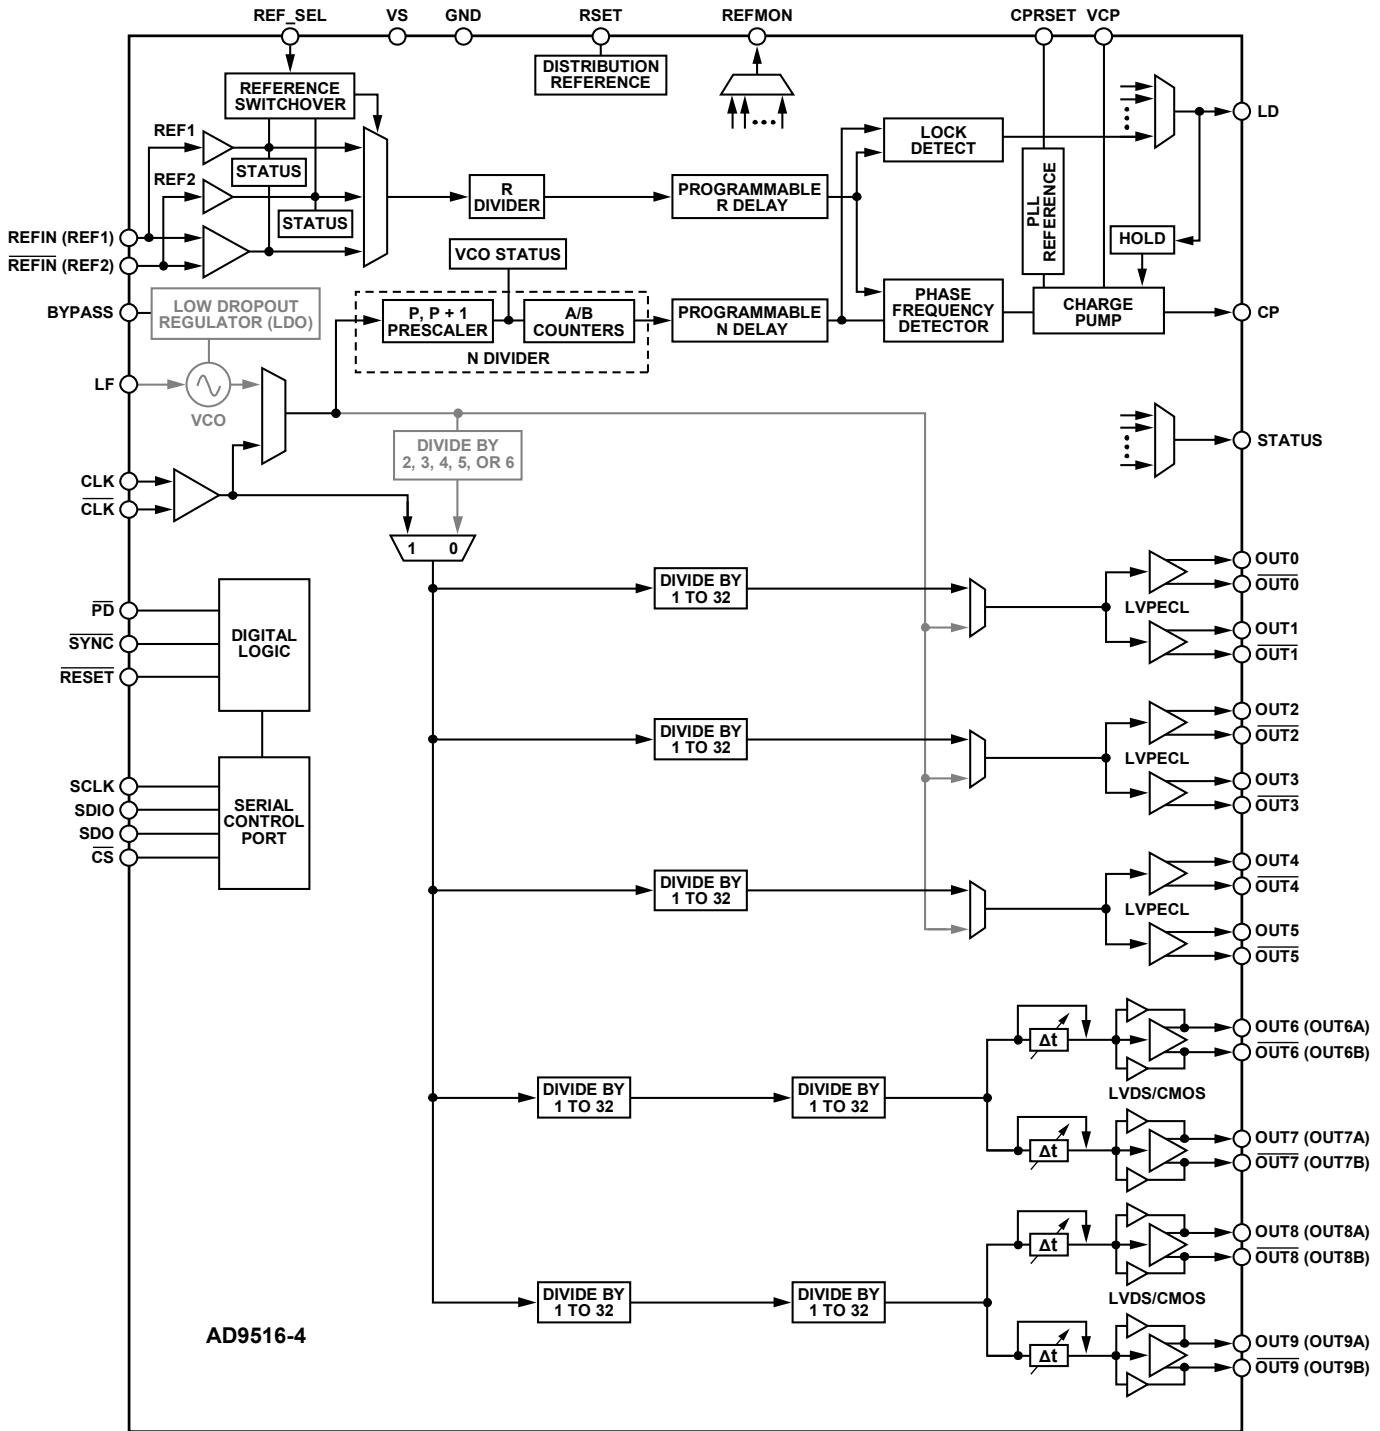 REF_SEL VS GND RSET REFMON CPRSET VCP
DISTRIBUTION
REFERENCE
REFERENCE
SWITCHOVER
LD
REF1
LOCK
DETECT
STATUS
REF2
R
DIVIDER
PROGRAMMABLE
R DELAY
PLL
REFERENCE
STATUS
REFIN (REF1)
REFIN (REF2)
HOLD
VCO STATUS
BYPASS
LOW DROPOUT
REGULATOR (LDO)
P, P + 1
PRESCALER
A/B
COUNTERS
N DIVIDER
PROGRAMMABLE
N DELAY
PHASE
FREQUENCY
DETECTOR
CHARGE
PUMP
CP
LF
VCO
DIVIDE BY
2, 3, 4, 5, OR 6
STATUS
CLK
CLK
1 0
DIVIDE BY
1 TO 32
OUT0
OUT0
LVPECL
OUT1
OUT1
PD
SYNC
RESET
DIGITAL
LOGIC
DIVIDE BY
1 TO 32
OUT2
OUT2
LVPECL
OUT3
OUT3
SCLK
SDIO
SDO
CS
SERIAL
CONTROL
PORT
DIVIDE BY
1 TO 32
OUT4
OUT4
LVPECL
OUT5
OUT5
Δt
OUT6 (OUT6A)
OUT6 (OUT6B)
DIVIDE BY
1 TO 32
DIVIDE BY
1 TO 32
LVDS/CMOS
Δt
OUT7 (OUT7A)
OUT7 (OUT7B)
Δt
OUT8 (OUT8A)
OUT8 (OUT8B)
DIVIDE BY
1 TO 32
DIVIDE BY
1 TO 32
LVDS/CMOS
AD9516-4
Δt
OUT9 (OUT9A)
OUT9 (OUT9B)